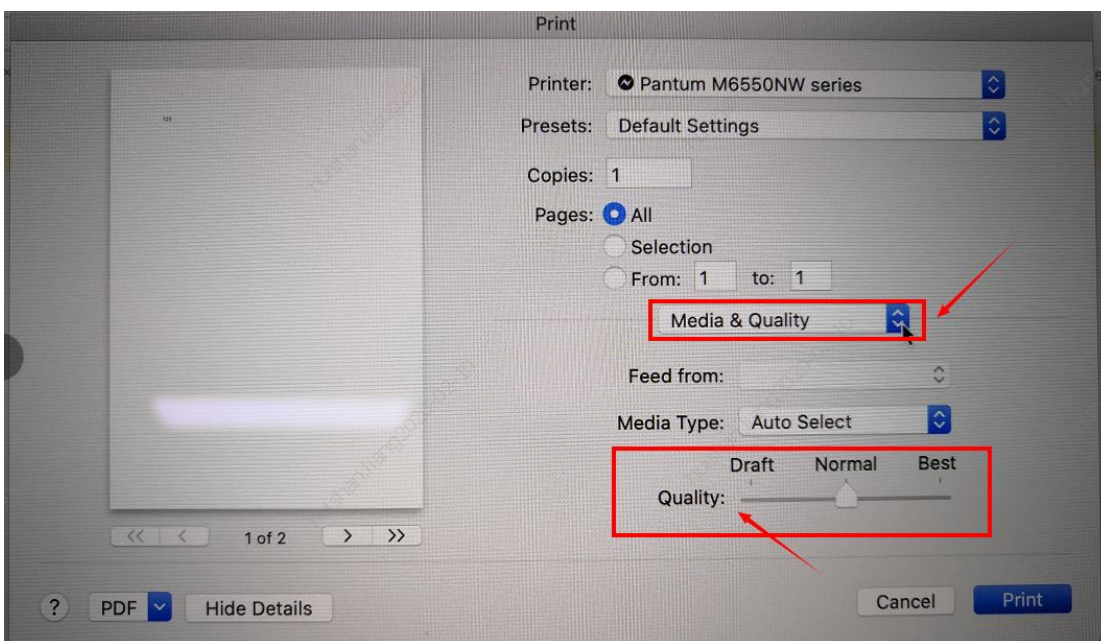 Print
Printer: Pantum M6550NW series
Presets: Default Settings
Copies: 1
Pages: All
Selection
From: 1 to: 1
Media & Quality
Feed from:
Media Type: Auto Select
Draft Normal Best
Quality:
123
<< < 1 of 2 > >>
? PDF Hide Details Cancel Print